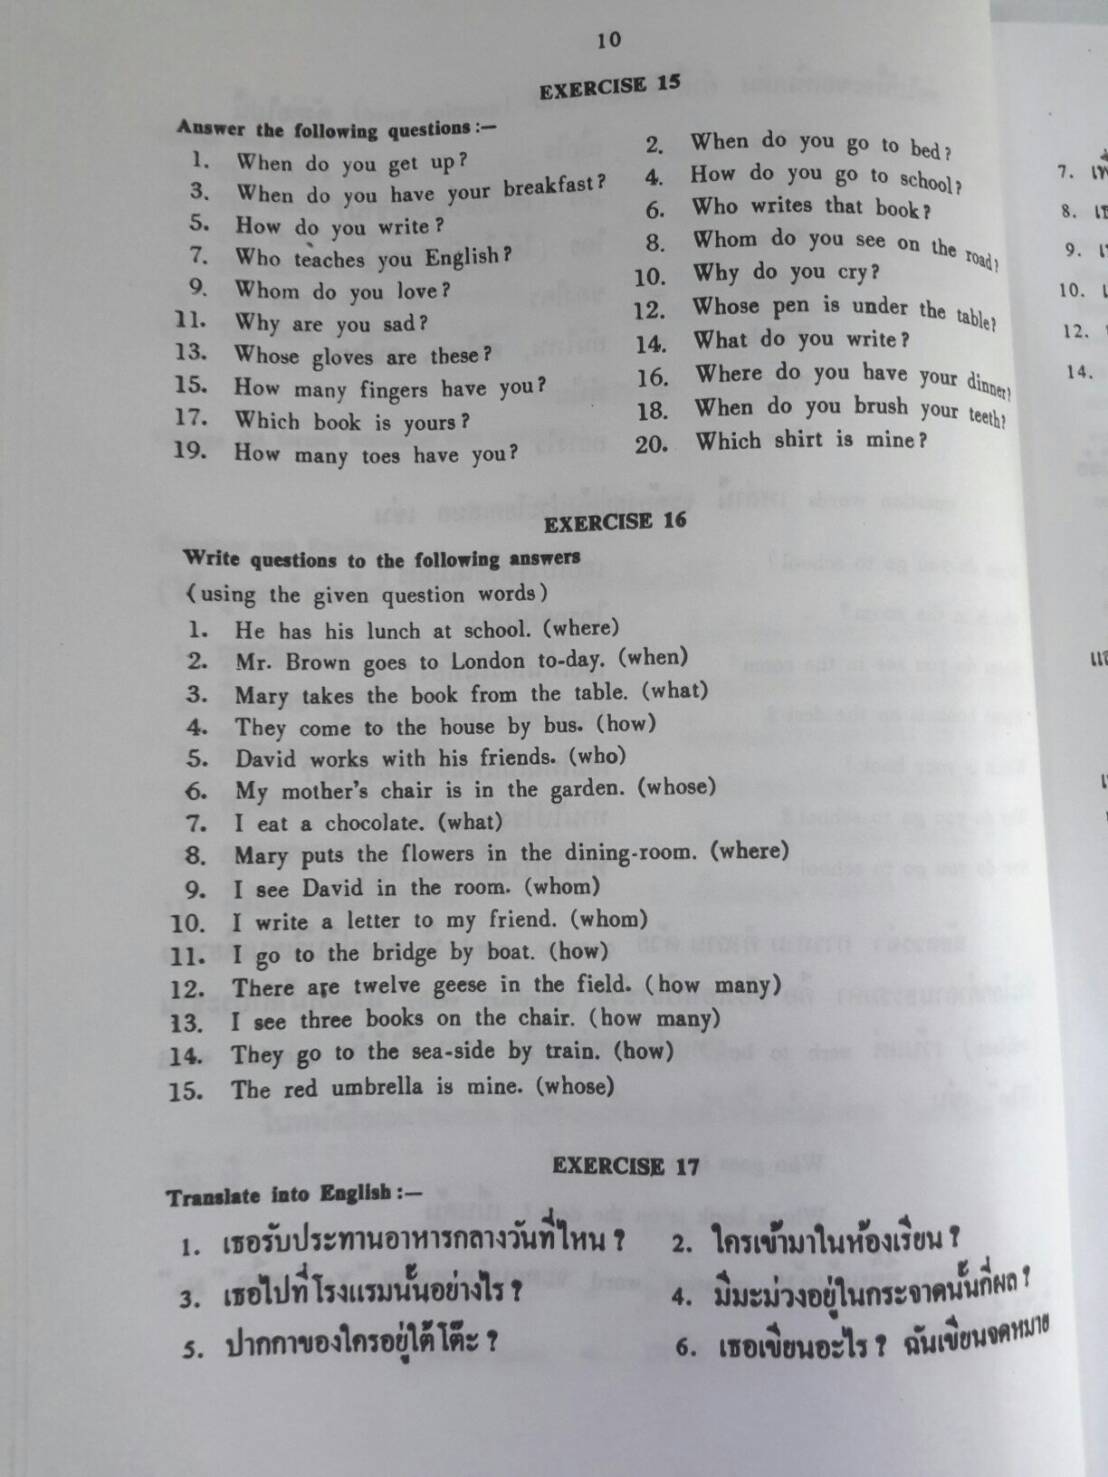 10
EXERCISE 15
Answer the following questions :—
1. When do you get up?
2. When do you go to bed?
3. When do you have your breakfast?
4. How do you go to school?
5. How do you write?
6. Who writes that book?
7. Who teaches you English?
8. Whom do you see on the road?
9. Whom do you love?
10. Why do you cry?
11. Why are you sad?
12. Whose pen is under the table?
13. Whose gloves are these?
14. What do you write?
15. How many fingers have you?
16. Where do you have your dinner?
17. Which book is yours?
18. When do you brush your teeth?
19. How many toes have you?
20. Which shirt is mine?
EXERCISE 16
Write questions to the following answers
(using the given question words)
1. He has his lunch at school. (where)
2. Mr. Brown goes to London to-day. (when)
3. Mary takes the book from the table. (what)
4. They come to the house by bus. (how)
5. David works with his friends. (who)
6. My mother's chair is in the garden. (whose)
7. I eat a chocolate. (what)
8. Mary puts the flowers in the dining-room. (where)
9. I see David in the room. (whom)
10. I write a letter to my friend. (whom)
11. I go to the bridge by boat. (how)
12. There are twelve geese in the field. (how many)
13. I see three books on the chair. (how many)
14. They go to the sea-side by train. (how)
15. The red umbrella is mine. (whose)
EXERCISE 17
Translate into English :—
1. เธอรับประทานอาหารกลางวันที่ไหน ?
2. ใครเข้ามาในห้องเรียน ?
3. เธอไปที่โรงแรมนั้นอย่างไร ?
4. มีมะม่วงอยู่ในกระจาดนั้นกี่ผล ?
5. ปากกาของใครอยู่ใต้โต๊ะ ?
6. เธอเขียนอะไร ? ฉันเขียนจดหมาย
7.
8.
9.
10.
12.
14.